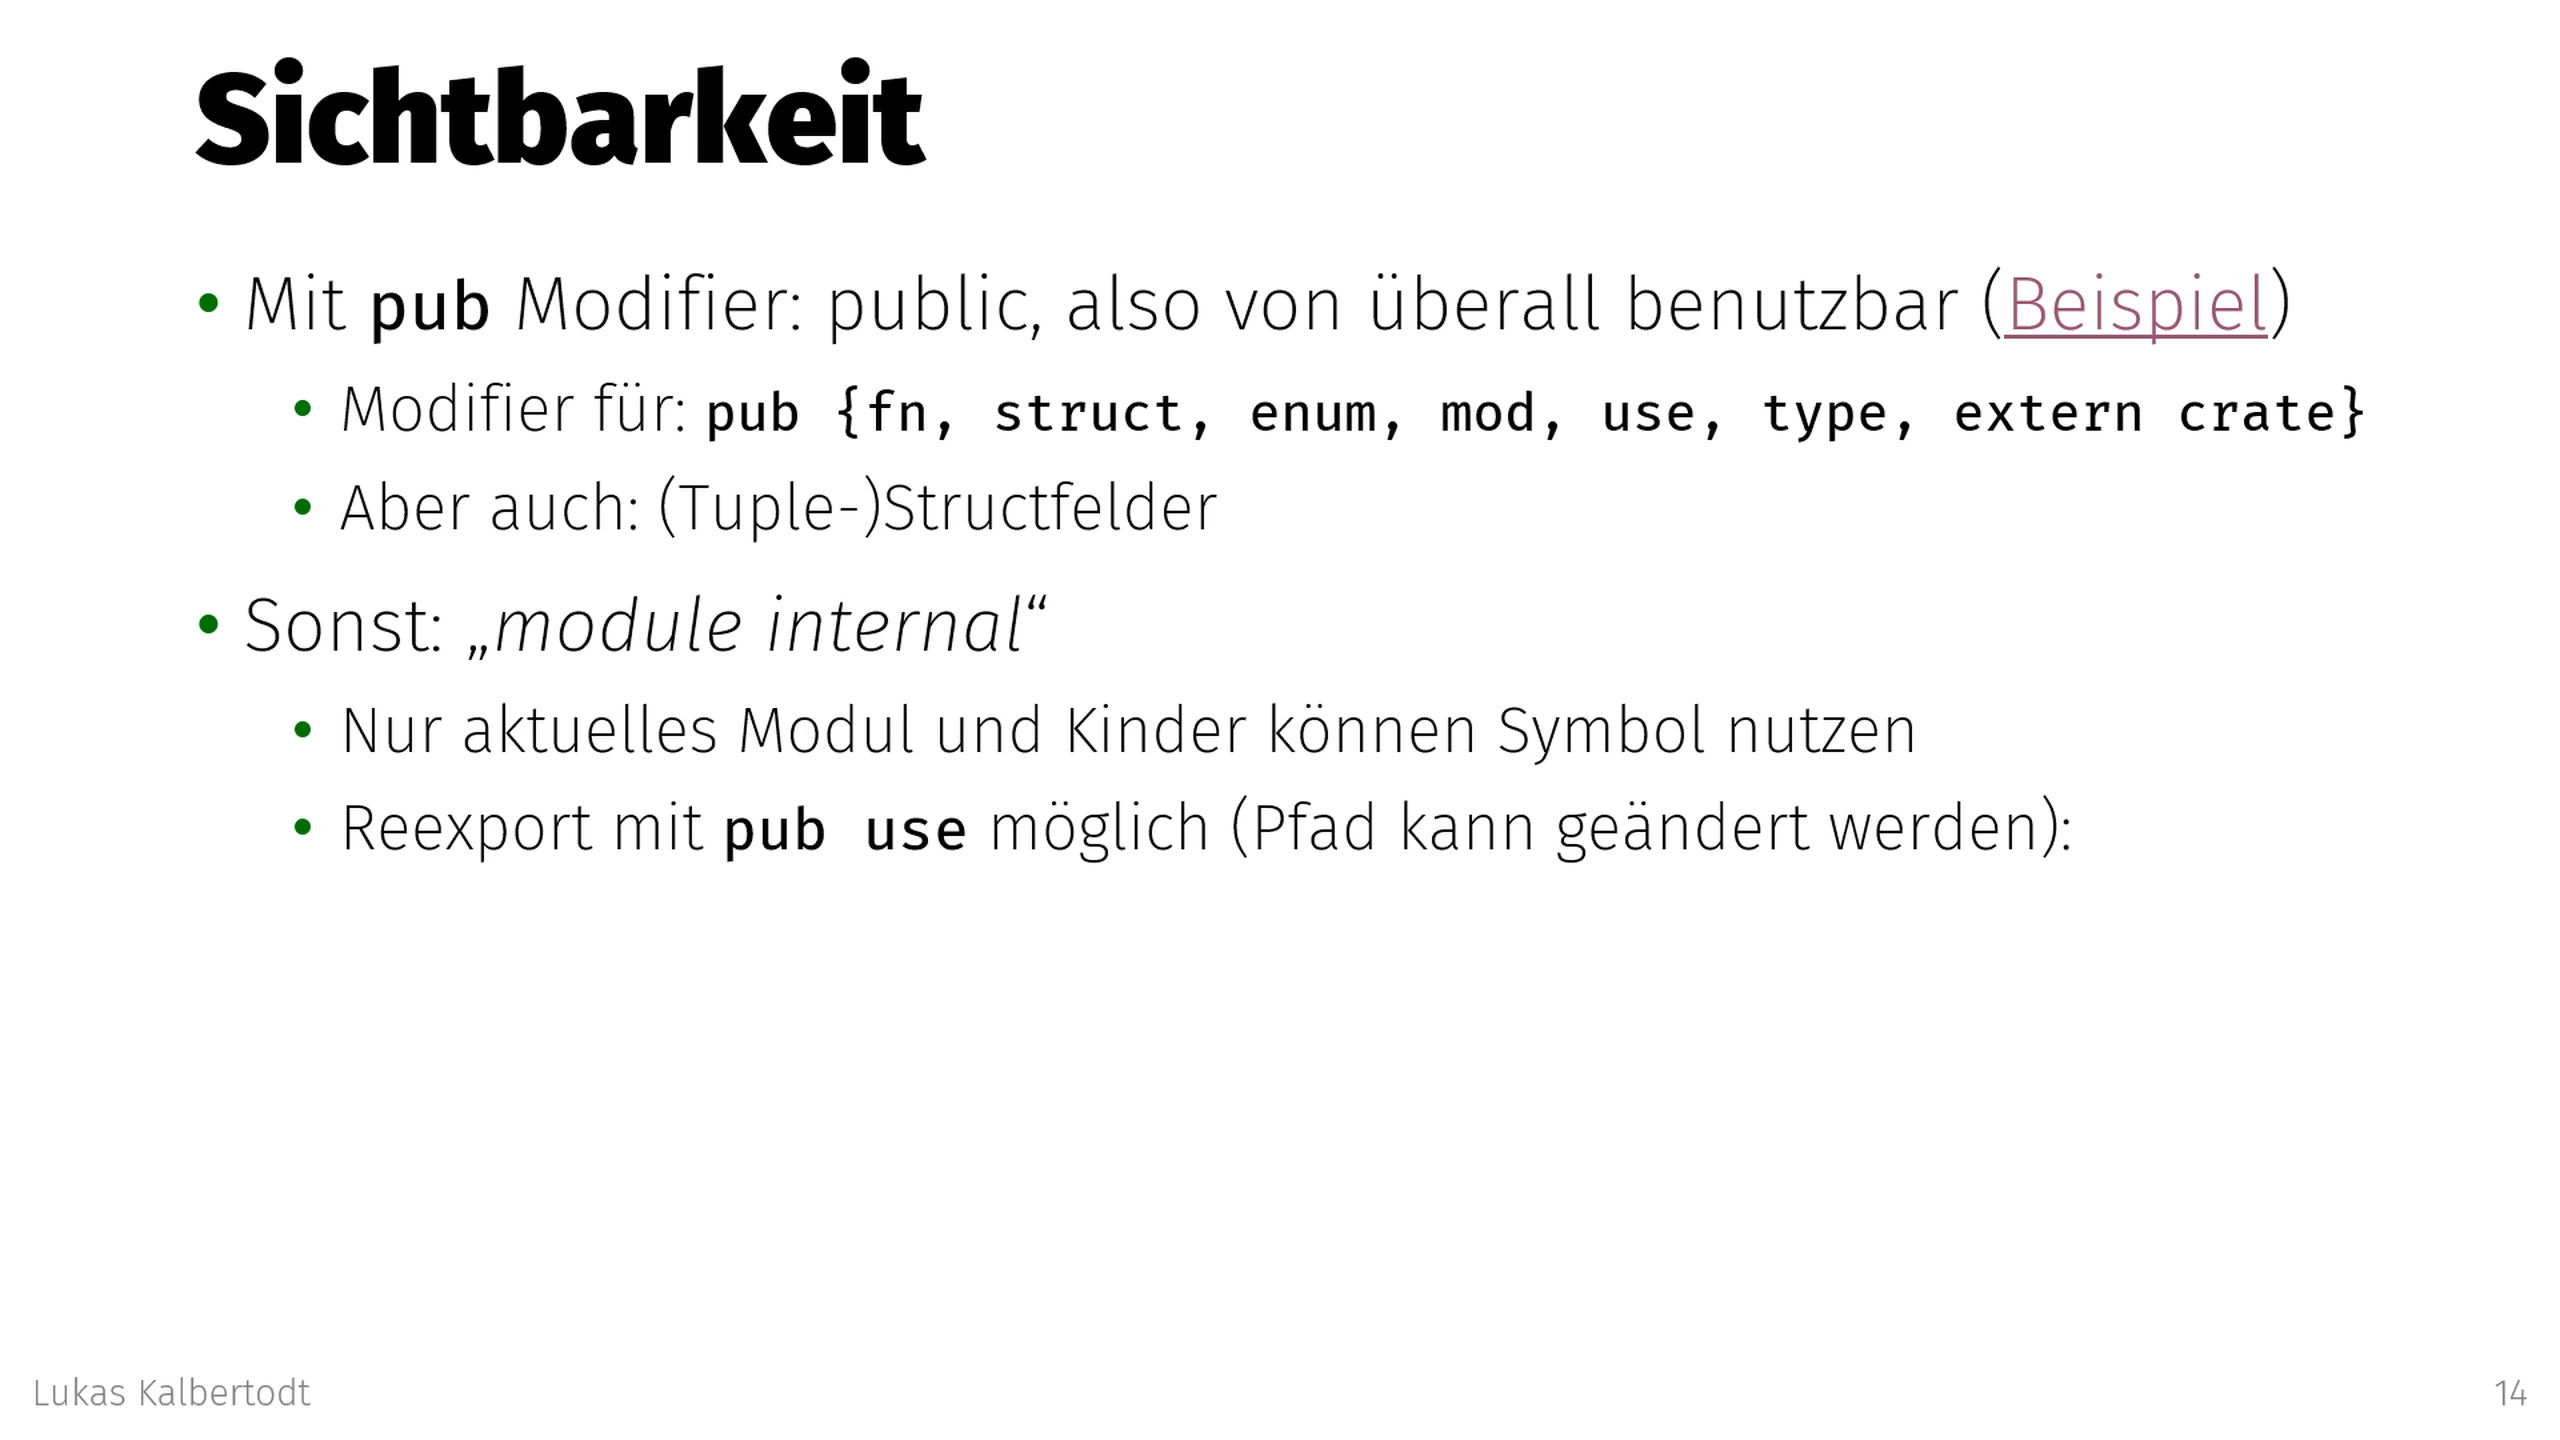 Sichtbarkeit
• Mit pub Modifier: public, also von überall benutzbar (Beispiel)
• Modifier für: pub {fn, struct, enum, mod, use, type, extern crate}
• Aber auch: (Tuple-)Structfelder
• Sonst: „module internal“
• Nur aktuelles Modul und Kinder können Symbol nutzen
• Reexport mit pub use möglich (Pfad kann geändert werden):
Lukas Kalbertodt
14